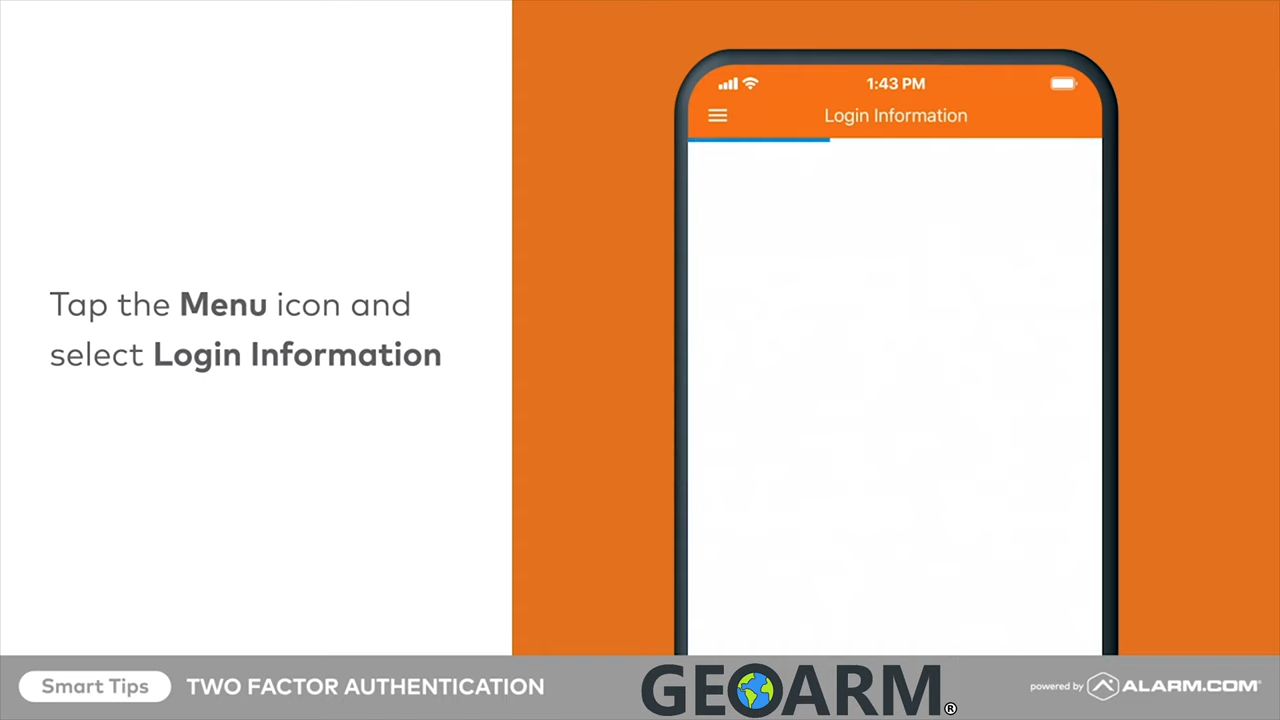 Tap the Menu icon and
select Login Information
1:43 PM
Login Information
Smart Tips
TWO FACTOR AUTHENTICATION
GEOARM®
powered by ALARM.COM®